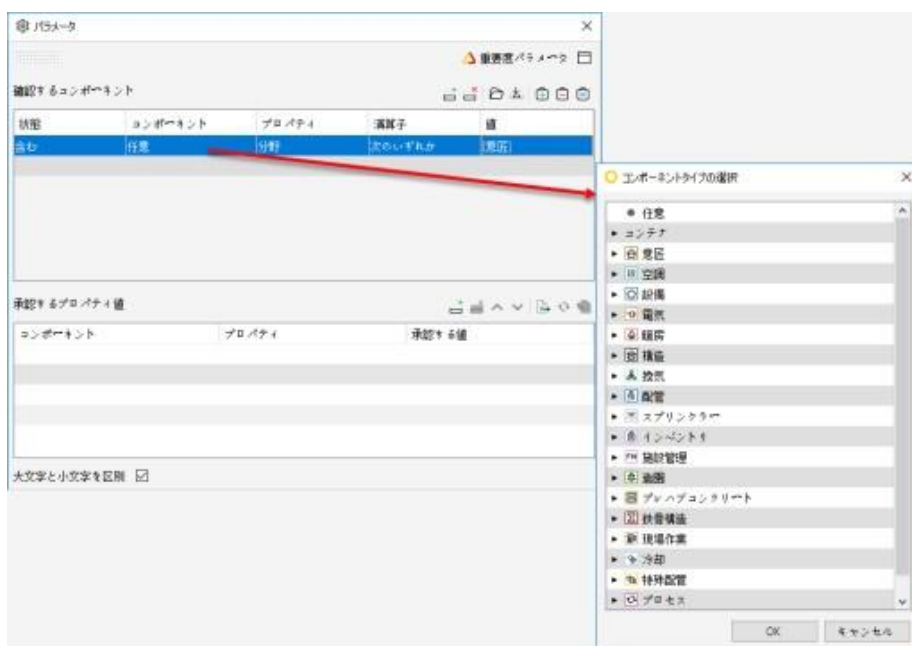 パラメータ
重要度パラメータ
確認するコンポーネント
状態 コンポーネント プロパティ 演算子 値
含む 任意 分野 次のいずれか [意匠]
承認するプロパティ値
コンポーネント プロパティ 承認する値
大文字と小文字を区別
コンポーネントタイプの選択
任意
コンテナ
意匠
空調
設備
電気
暖房
構造
換気
配管
スプリンクラー
インベントリ
施設管理
造園
プレハブコンクリート
鉄骨構造
現場作業
冷却
特殊配管
プロセス
OK キャンセル